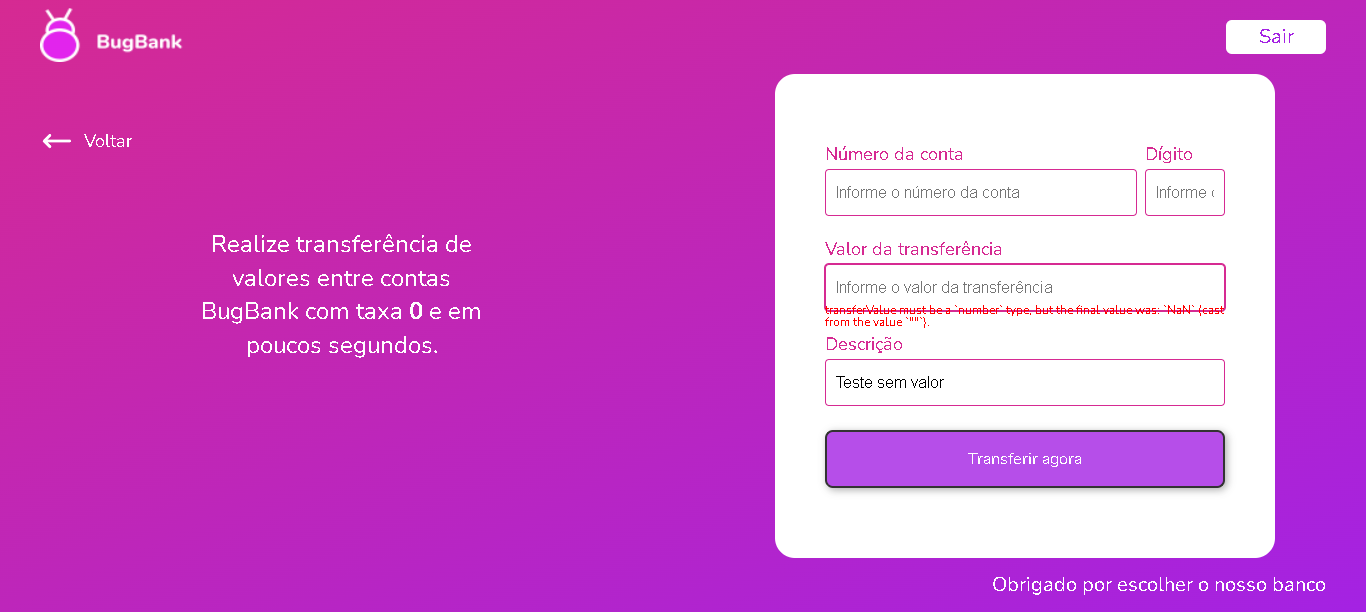 BugBank
Sair
Voltar
Realize transferência de
valores entre contas
BugBank com taxa 0 e em
poucos segundos.
Número da conta
Dígito
Informe o número da conta
Informe
Valor da transferência
Informe o valor da transferência
transferValue must be a `number` type, but the final value was: `NaN` (cast
from the value `""`).
Descrição
Teste sem valor
Transferir agora
Obrigado por escolher o nosso banco